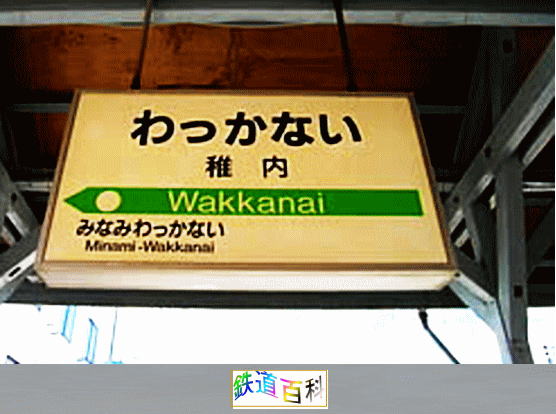 わっかない
稚内
Wakkanai
みなみわっかない
Minami-Wakkanai
鉄道百科